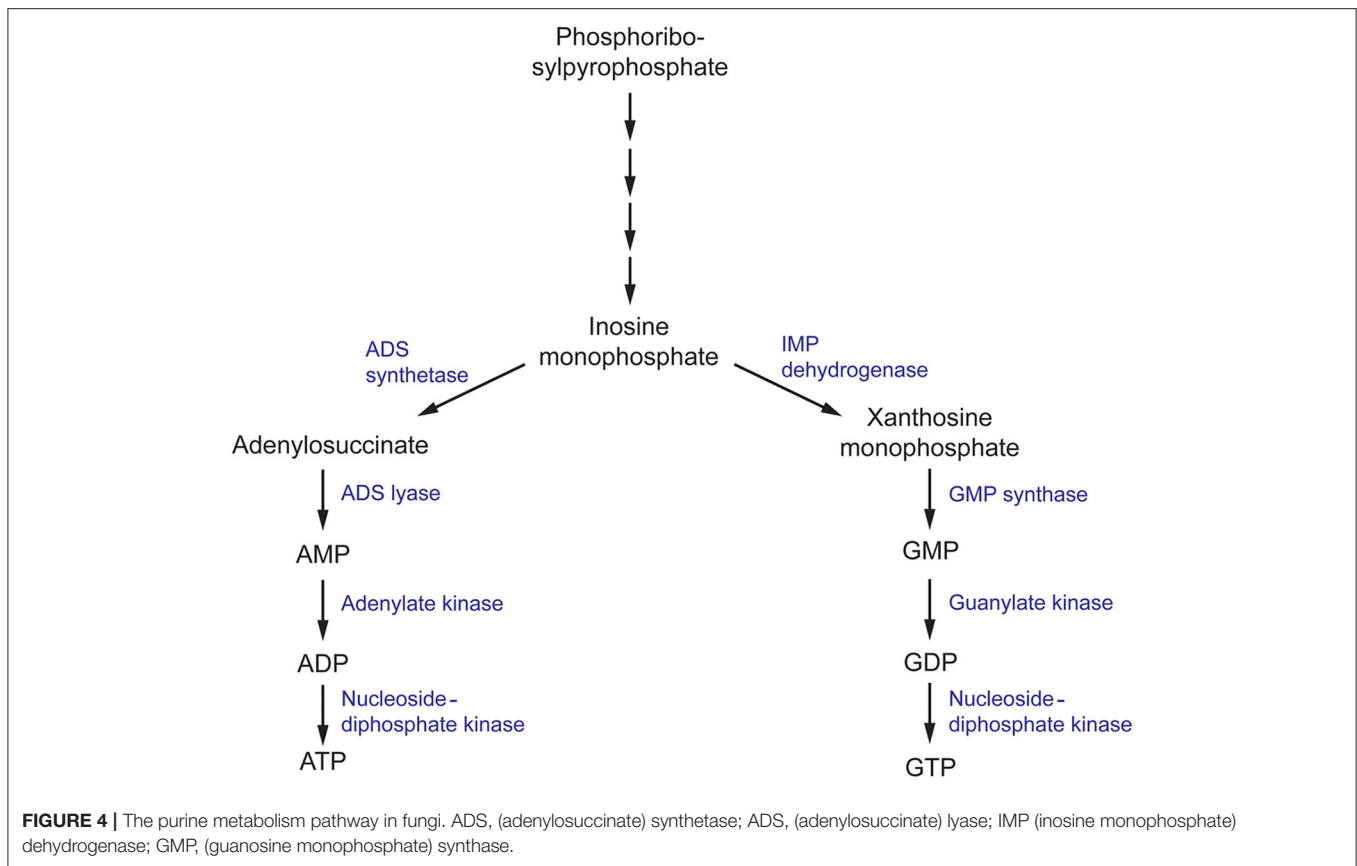 Phosphoribo-
sylpyrophosphate
Inosine
monophosphate
ADS
synthetase
IMP
dehydrogenase
Adenylosuccinate
Xanthosine
monophosphate
ADS lyase
GMP synthase
AMP
GMP
Adenylate kinase
Guanylate kinase
ADP
GDP
Nucleoside-
diphosphate kinase
Nucleoside-
diphosphate kinase
ATP
GTP
FIGURE 4 | The purine metabolism pathway in fungi. ADS, (adenylosuccinate) synthetase; ADS, (adenylosuccinate) lyase; IMP (inosine monophosphate)
dehydrogenase; GMP, (guanosine monophosphate) synthase.